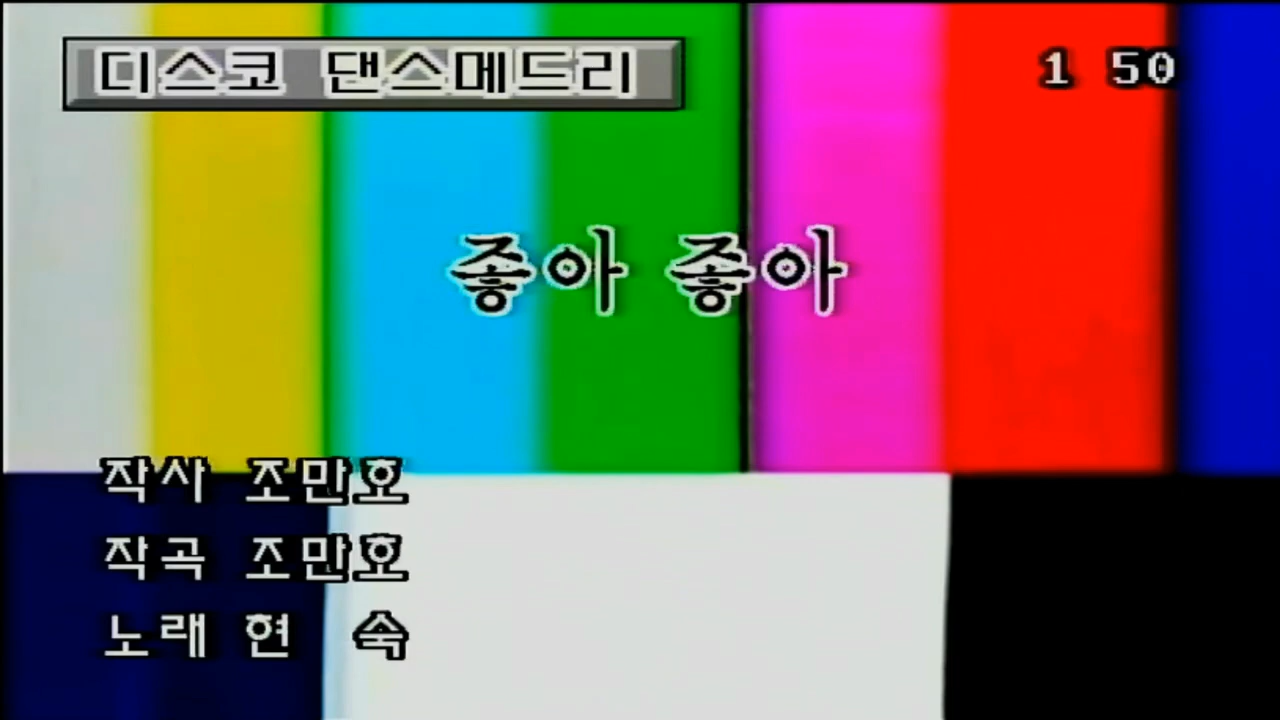 디스코 댄스메드리
1 50
좋아 좋아
작사 조만호
작곡 조만호
노래 현 숙